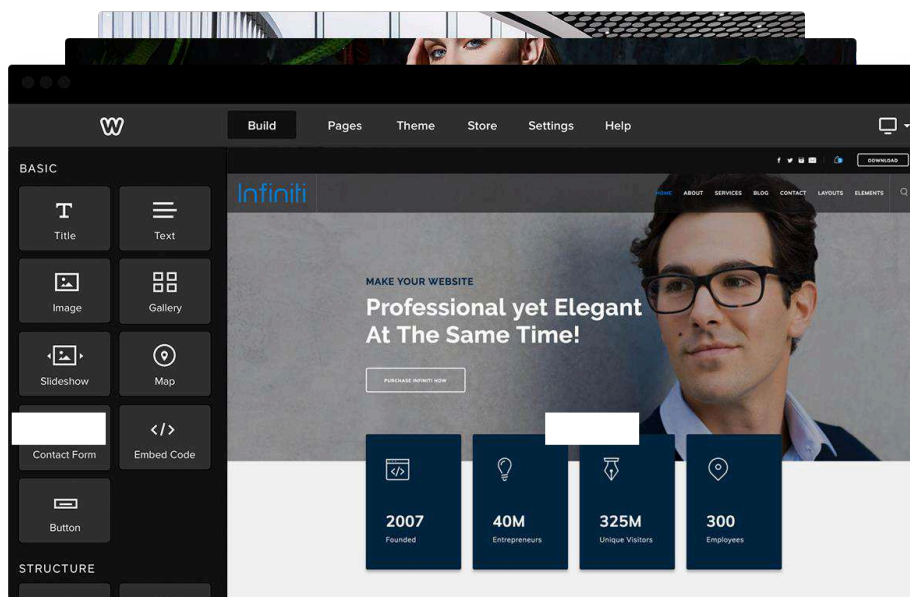 Build Pages Theme Store Settings Help
BASIC
DOWNLOAD
Title
Text
Image
Gallery
Slideshow
Map
Contact Form
Embed Code
Button
STRUCTURE
Infiniti
HOME ABOUT SERVICES BLOG CONTACT LAYOUTS ELEMENTS
MAKE YOUR WEBSITE
Professional yet Elegant
At The Same Time!
PURCHASE INFINITI NOW
2007
Founded
40M
Entrepreneurs
325M
Unique Visitors
300
Employees